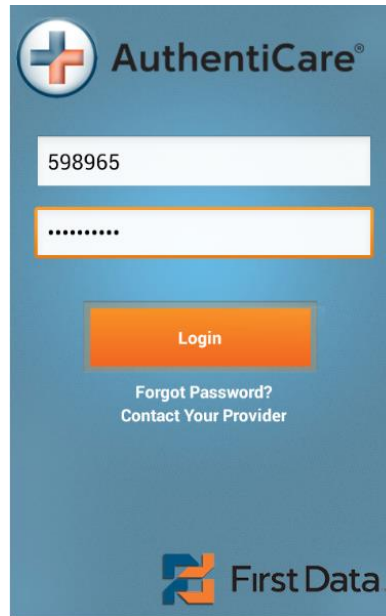 AuthentiCare®
598965
••••••••••
Login
Forgot Password?
Contact Your Provider
First Data